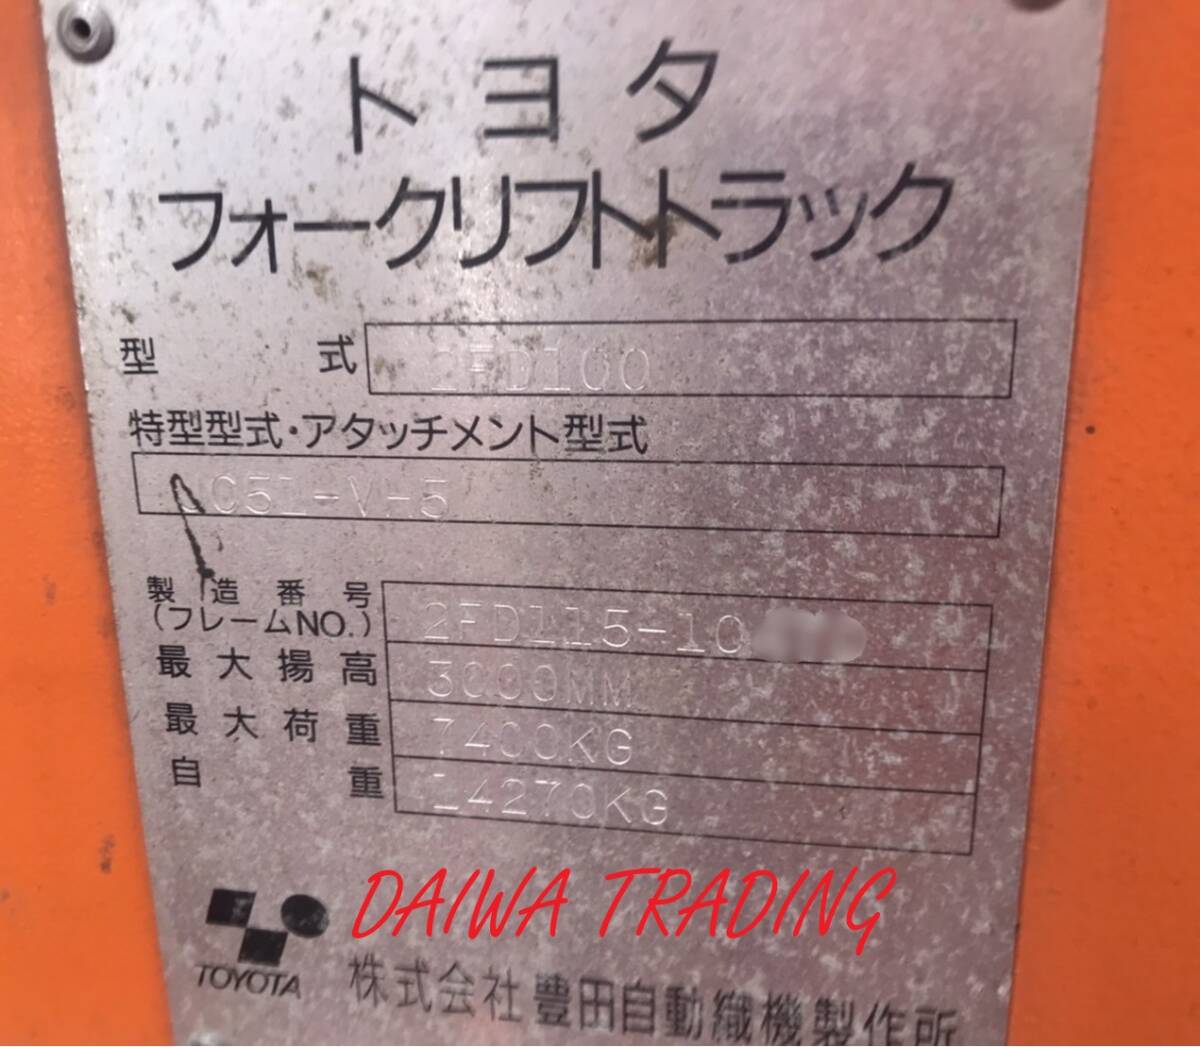 トヨタ
フォークリフトトラック
型式 2FD100
特型型式・アタッチメント型式
C51-V-5
製造番号
(フレームNO.) 2FD115-10
最大揚高 3000MM
最大荷重 7400KG
自重 14270KG
DAIWA TRADING
TOYOTA
株式会社 豊田自動織機製作所